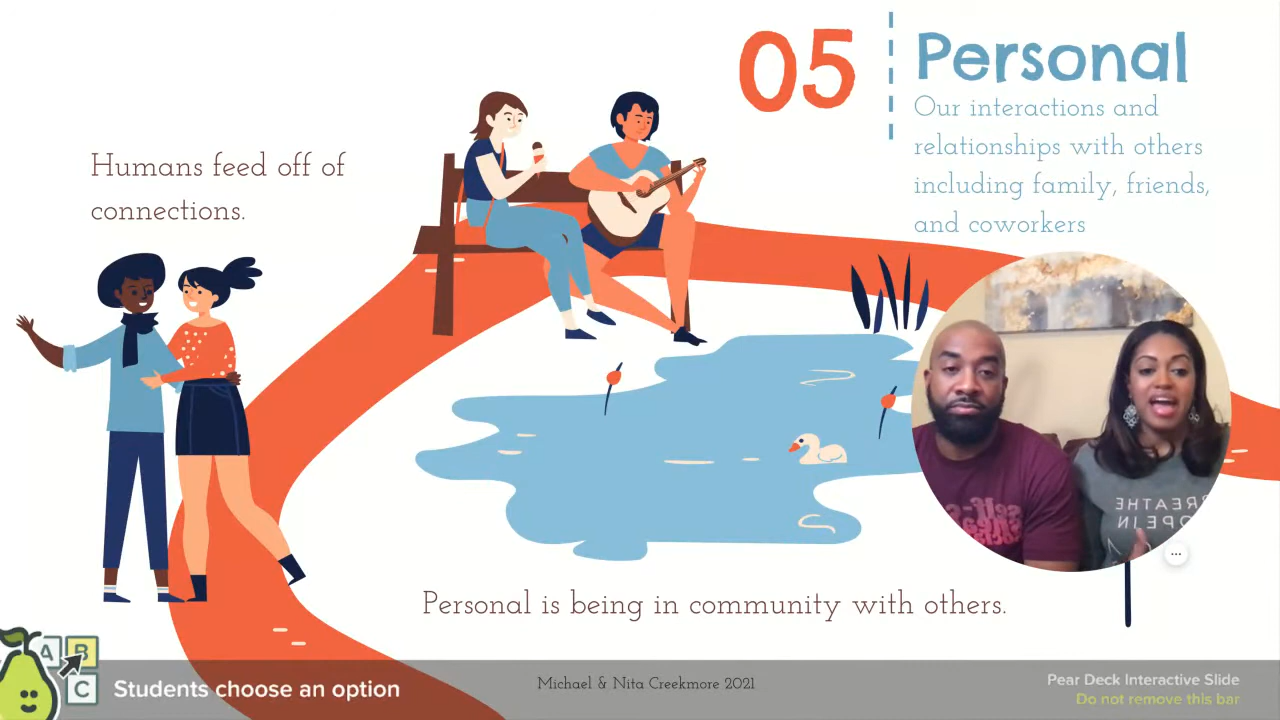 05
Personal
Our interactions and
relationships with others
including family, friends,
and coworkers
Humans feed off of
connections.
BREATHE
Personal is being in community with others.
A B
C
Students choose an option
Michael & Nita Creekmore 2021
Pear Deck Interactive Slide
Do not remove this bar